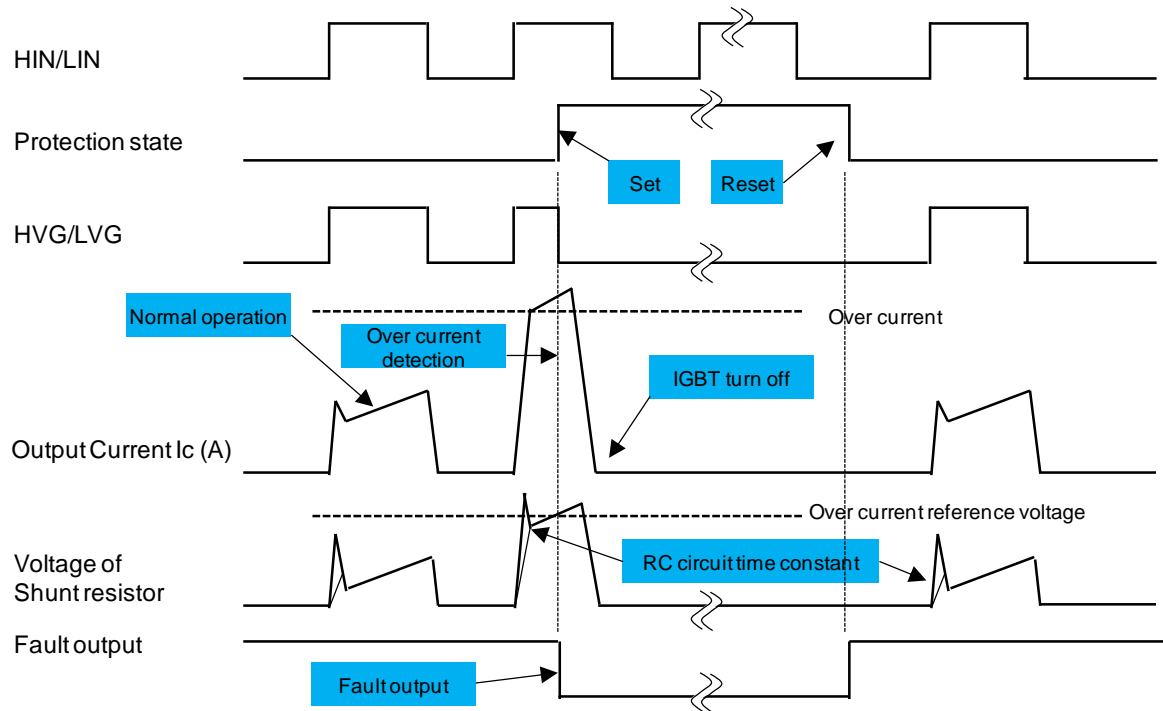 HIN/LIN
Protection state
Set
Reset
HVG/LVG
Normal operation
Over current
Over current
detection
IGBT turn off
Output Current Ic (A)
Over current reference voltage
RC circuit time constant
Voltage of
Shunt resistor
Fault output
Fault output